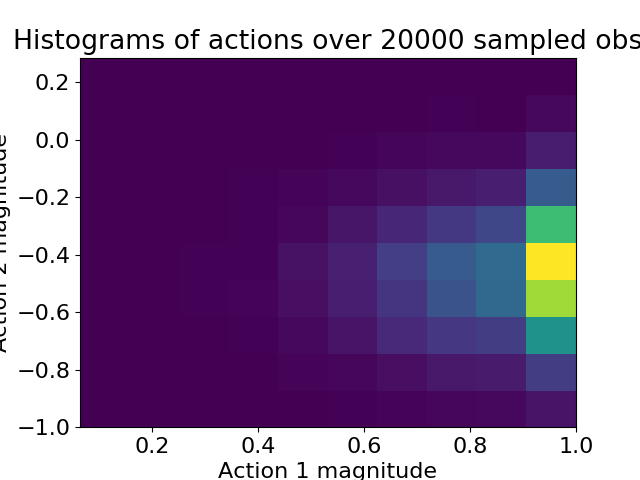 Histograms of actions over 20000 sampled obs
0.2
0.0
−0.2
−0.4
−0.6
−0.8
−1.0
Action 2 magnitude
0.2 0.4 0.6 0.8 1.0
Action 1 magnitude